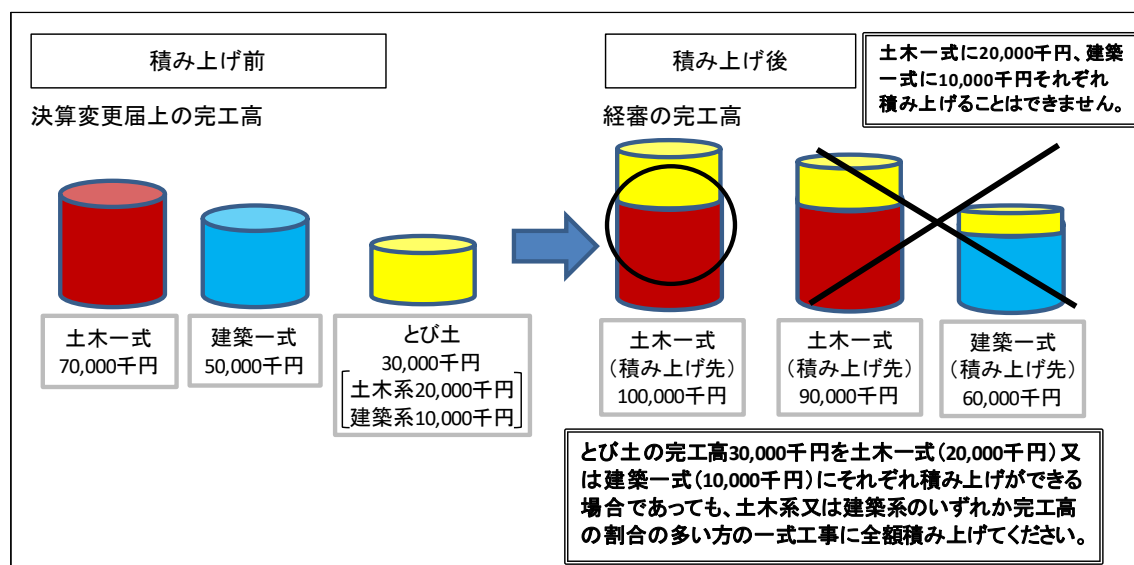 積み上げ前
決算変更届上の完工高
土木一式
70,000千円
建築一式
50,000千円
とび土
30,000千円
土木系20,000千円
建築系10,000千円
積み上げ後
経審の完工高
土木一式に20,000千円、建築
一式に10,000千円それぞれ
積み上げることはできません。
土木一式
(積み上げ先)
100,000千円
土木一式
(積み上げ先)
90,000千円
建築一式
(積み上げ先)
60,000千円
とび土の完工高30,000千円を土木一式(20,000千円)又
は建築一式(10,000千円)にそれぞれ積み上げができる
場合であっても、土木系又は建築系のいずれか完工高
の割合の多い方の一式工事に全額積み上げてください。